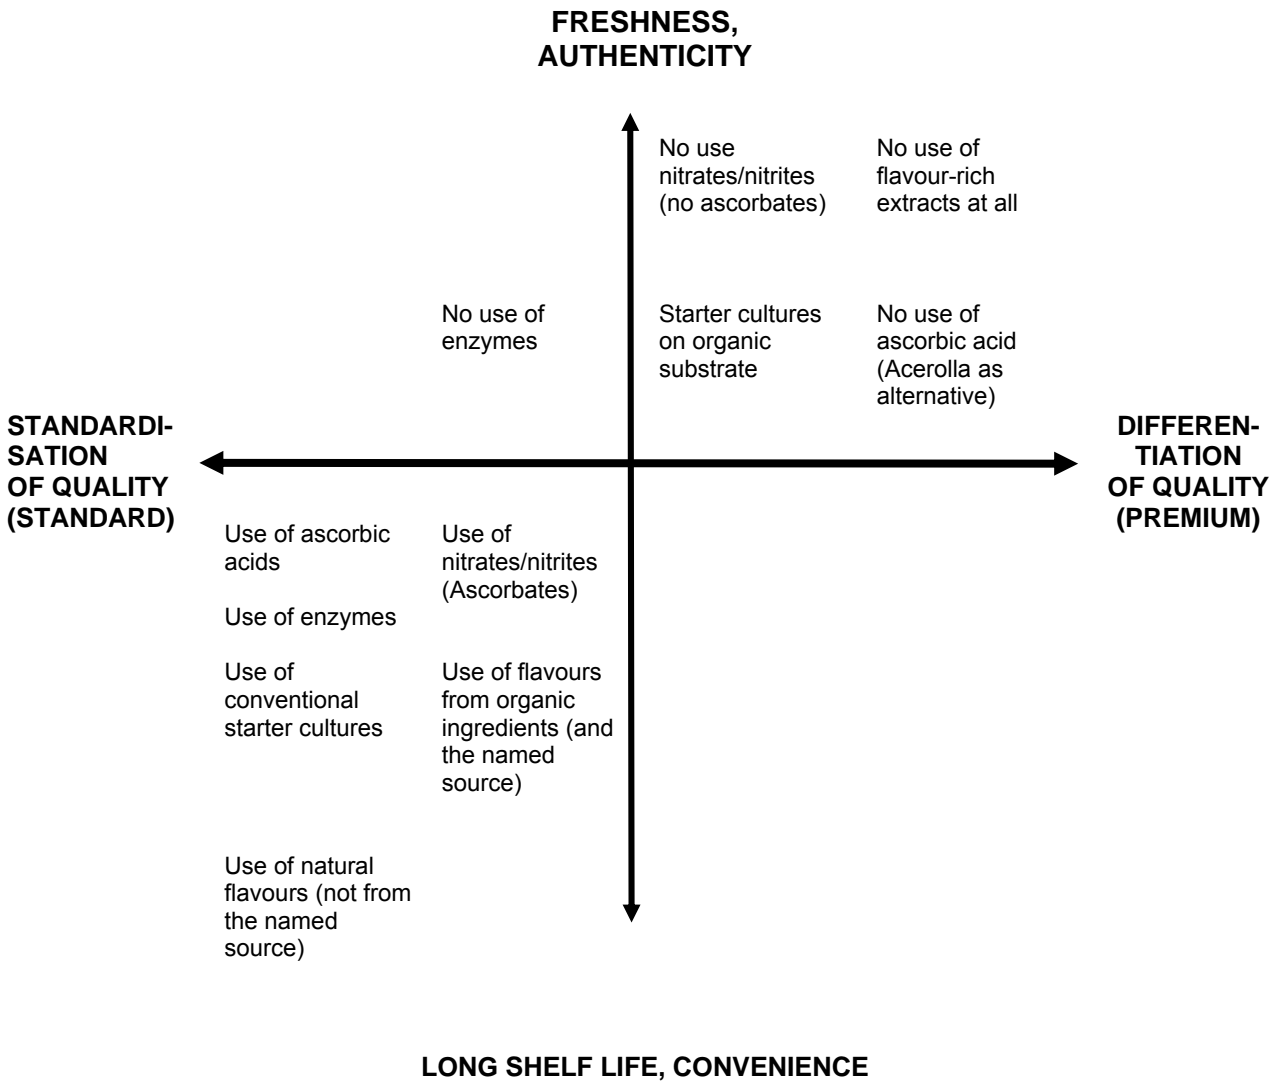 FRESHNESS,
AUTHENTICITY
No use
nitrates/nitrites
(no ascorbates)
No use of
flavour-rich
extracts at all
No use of
enzymes
Starter cultures
on organic
substrate
No use of
ascorbic acid
(Acerolla as
alternative)
STANDARDI-
SATION
OF QUALITY
(STANDARD)
DIFFEREN-
TIATION
OF QUALITY
(PREMIUM)
Use of ascorbic
acids
Use of
nitrates/nitrites
(Ascorbates)
Use of enzymes
Use of
conventional
starter cultures
Use of flavours
from organic
ingredients (and
the named
source)
Use of natural
flavours (not from
the named
source)
LONG SHELF LIFE, CONVENIENCE